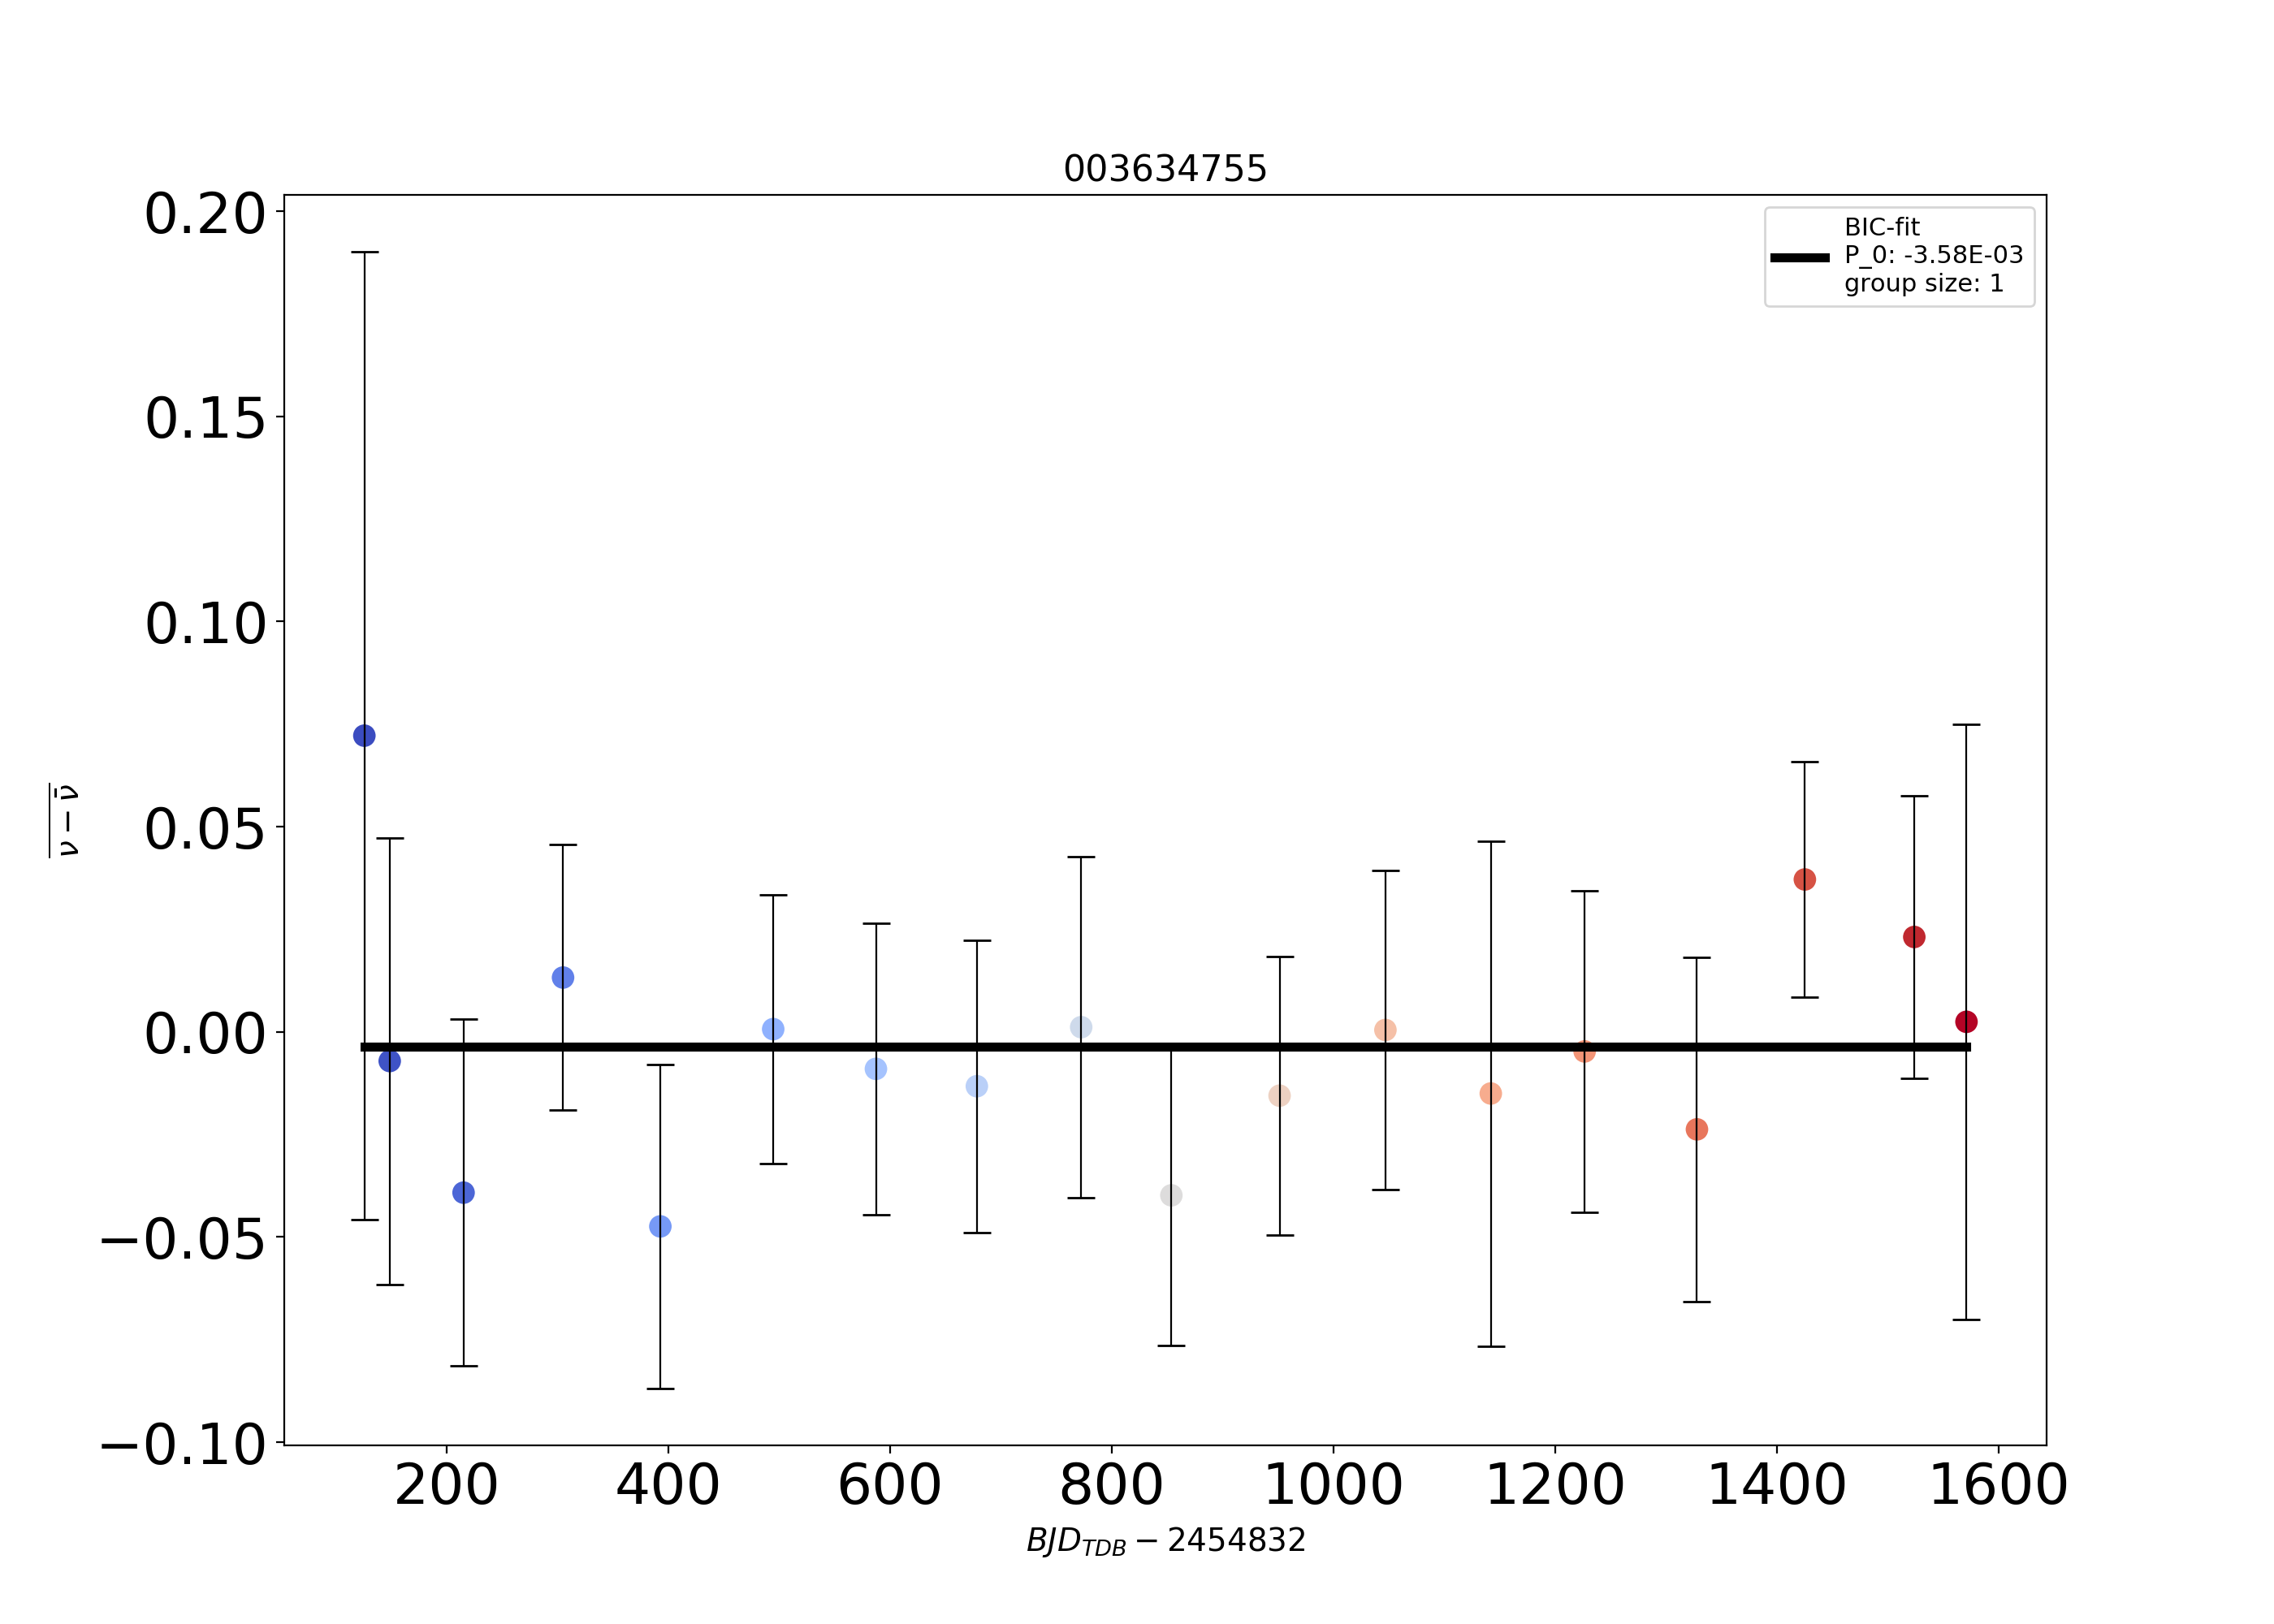 003634755
0.20
0.15
0.10
0.05
0.00
−0.05
−0.10
BIC-fit
P_0: -3.58E-03
group size: 1
ν − ν̄
200 400 600 800 1000 1200 1400 1600
BJD_TDB − 2454832